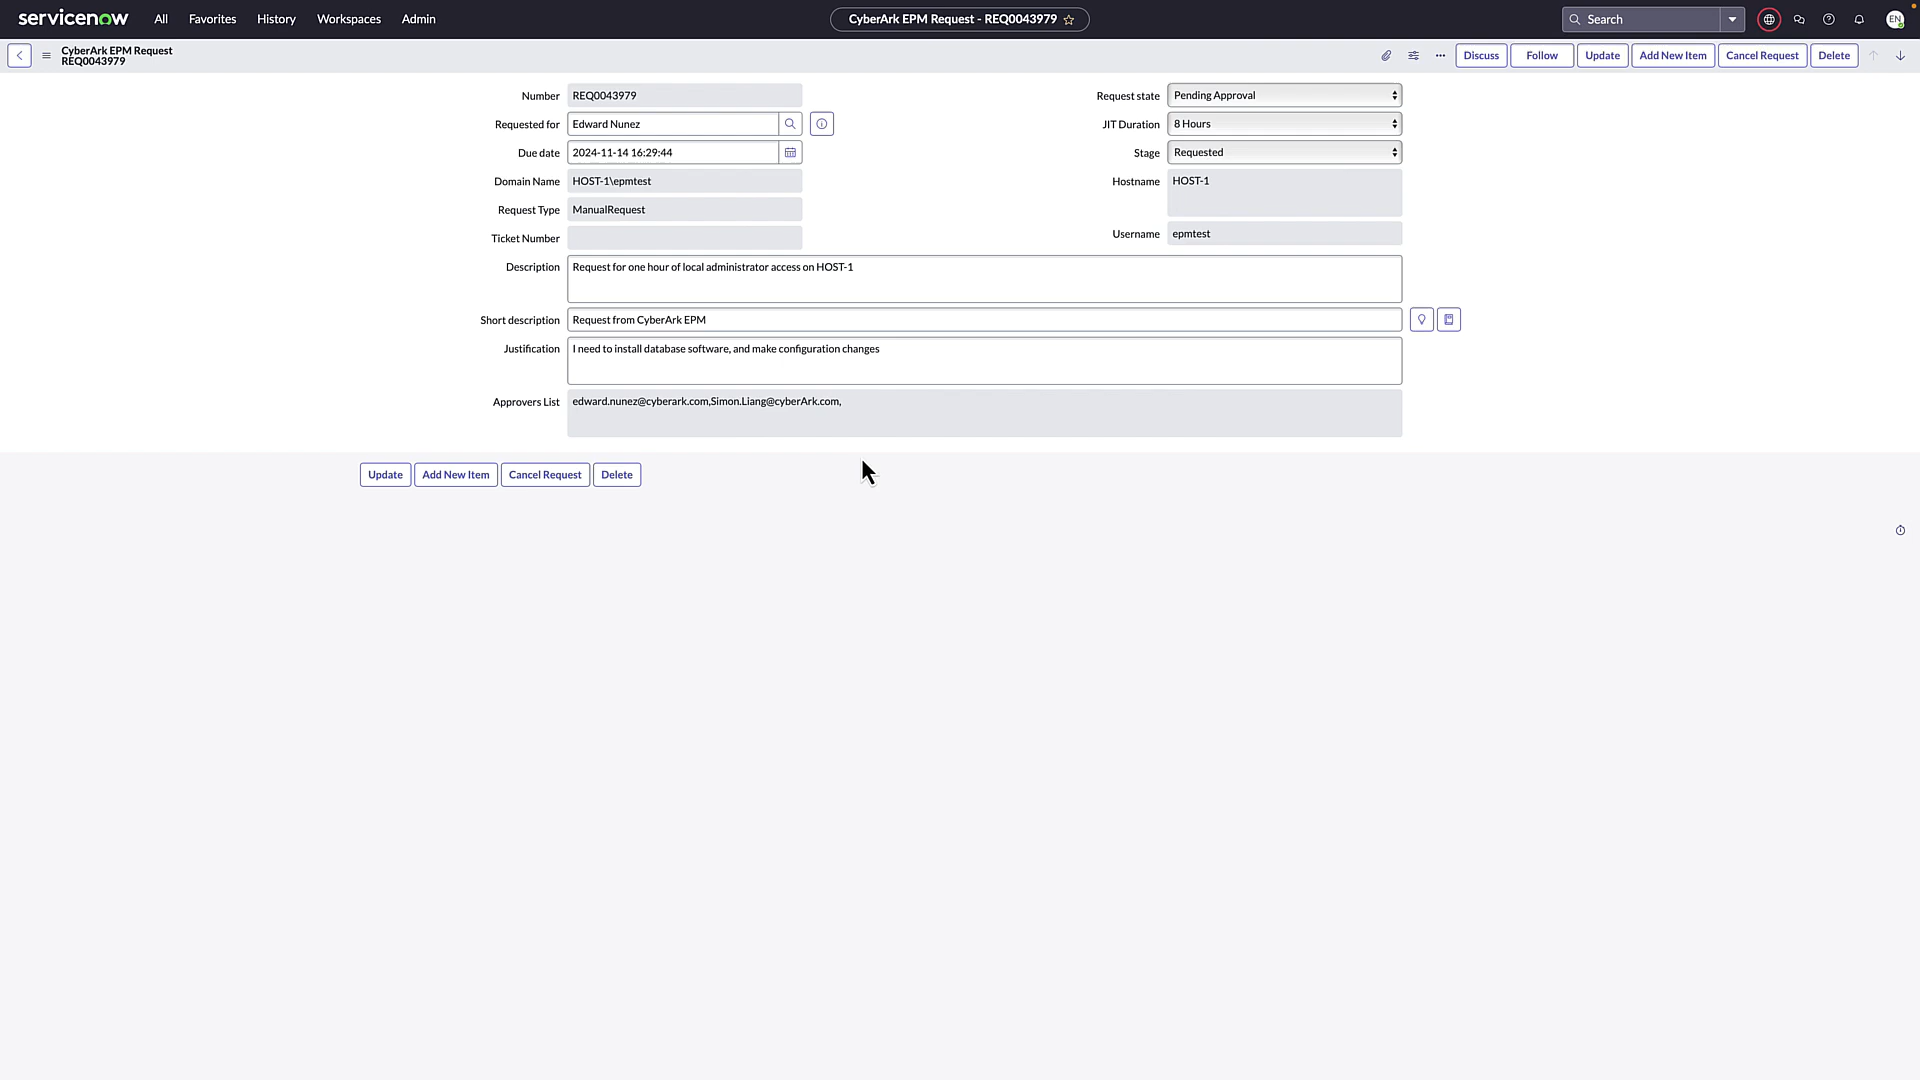 servicenow All Favorites History Workspaces Admin CyberArk EPM Request - REQ0043979 Search EN
CyberArk EPM Request
REQ0043979
Discuss Follow Update Add New Item Cancel Request Delete
Number REQ0043979 Request state Pending Approval
Requested for Edward Nunez JIT Duration 8 Hours
Due date 2024-11-14 16:29:44 Stage Requested
Domain Name HOST-1\epmtest Hostname HOST-1
Request Type ManualRequest
Ticket Number Username epmtest
Description Request for one hour of local administrator access on HOST-1
Short description Request from CyberArk EPM
Justification I need to install database software, and make configuration changes
Approvers List edward.nunez@cyberark.com,Simon.Liang@cyberArk.com,
Update Add New Item Cancel Request Delete